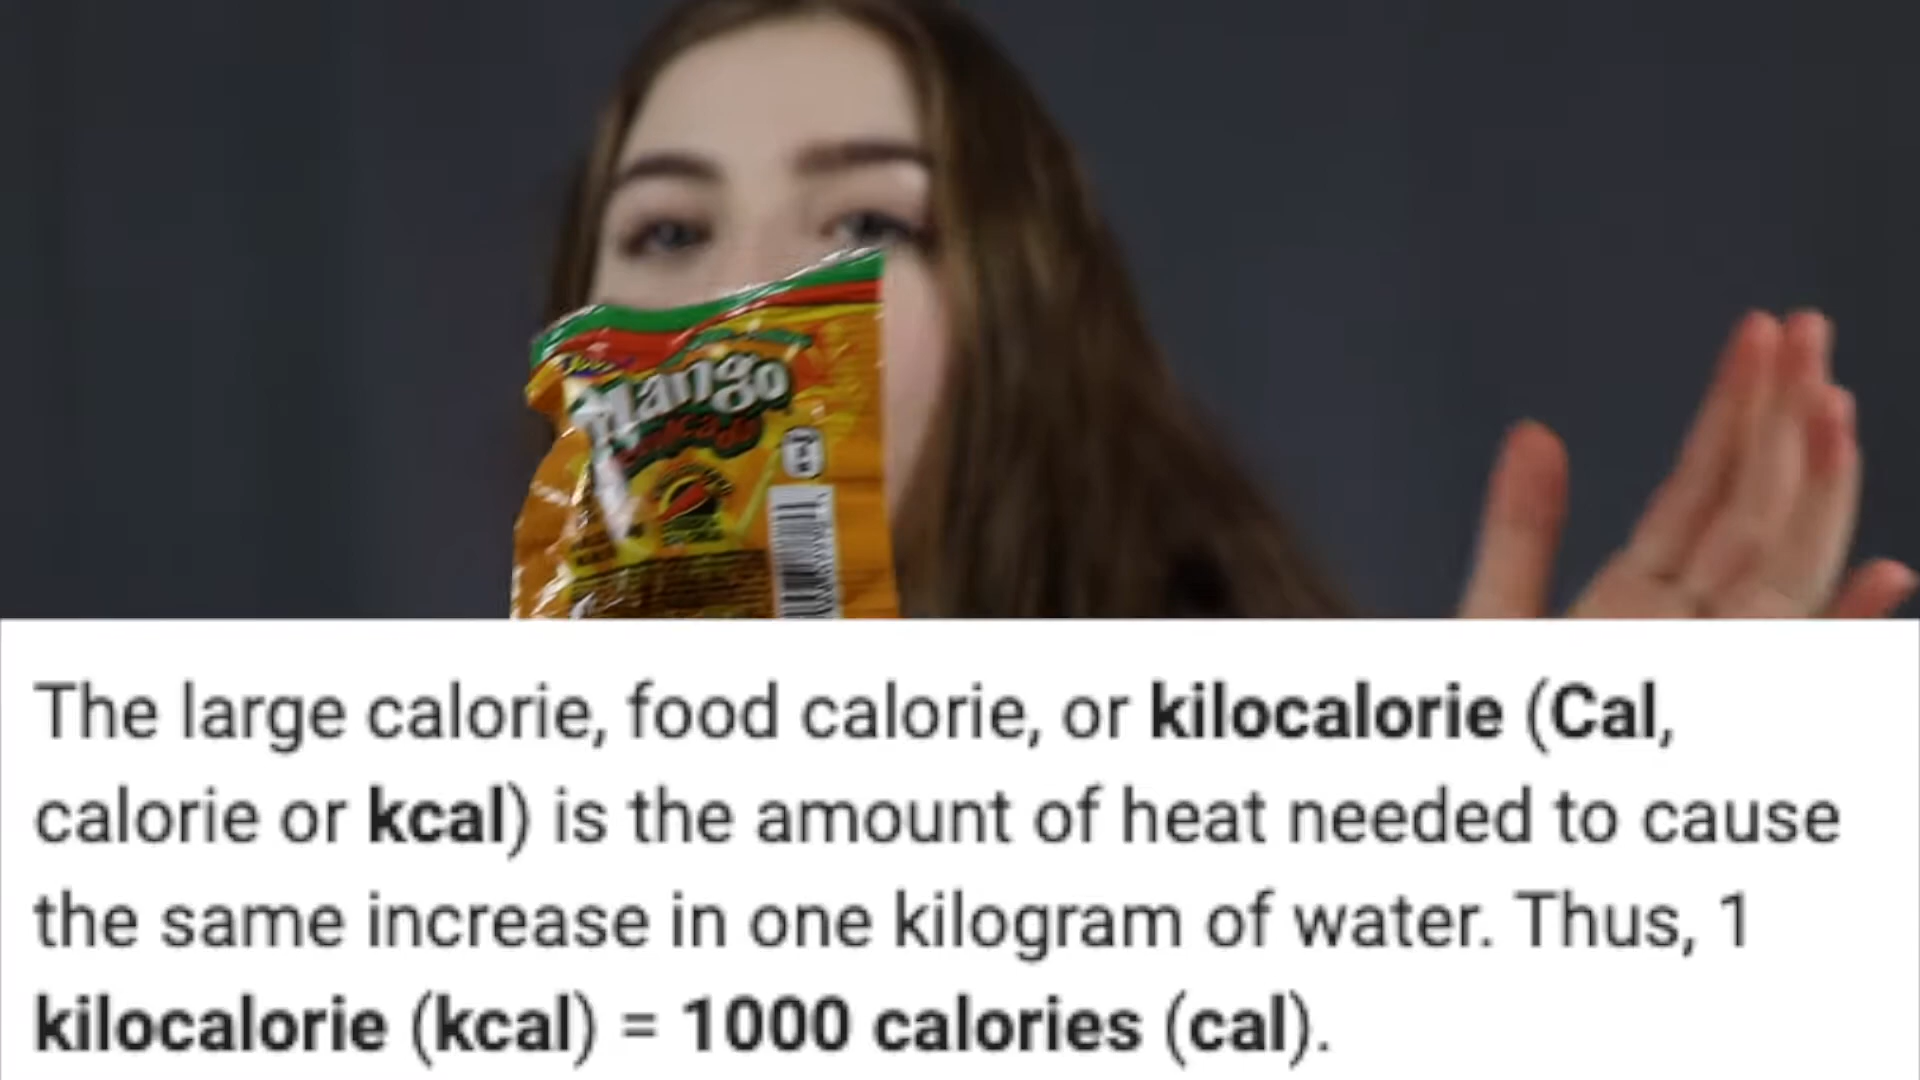 Mango
The large calorie, food calorie, or kilocalorie (Cal,
calorie or kcal) is the amount of heat needed to cause
the same increase in one kilogram of water. Thus, 1
kilocalorie (kcal) = 1000 calories (cal).